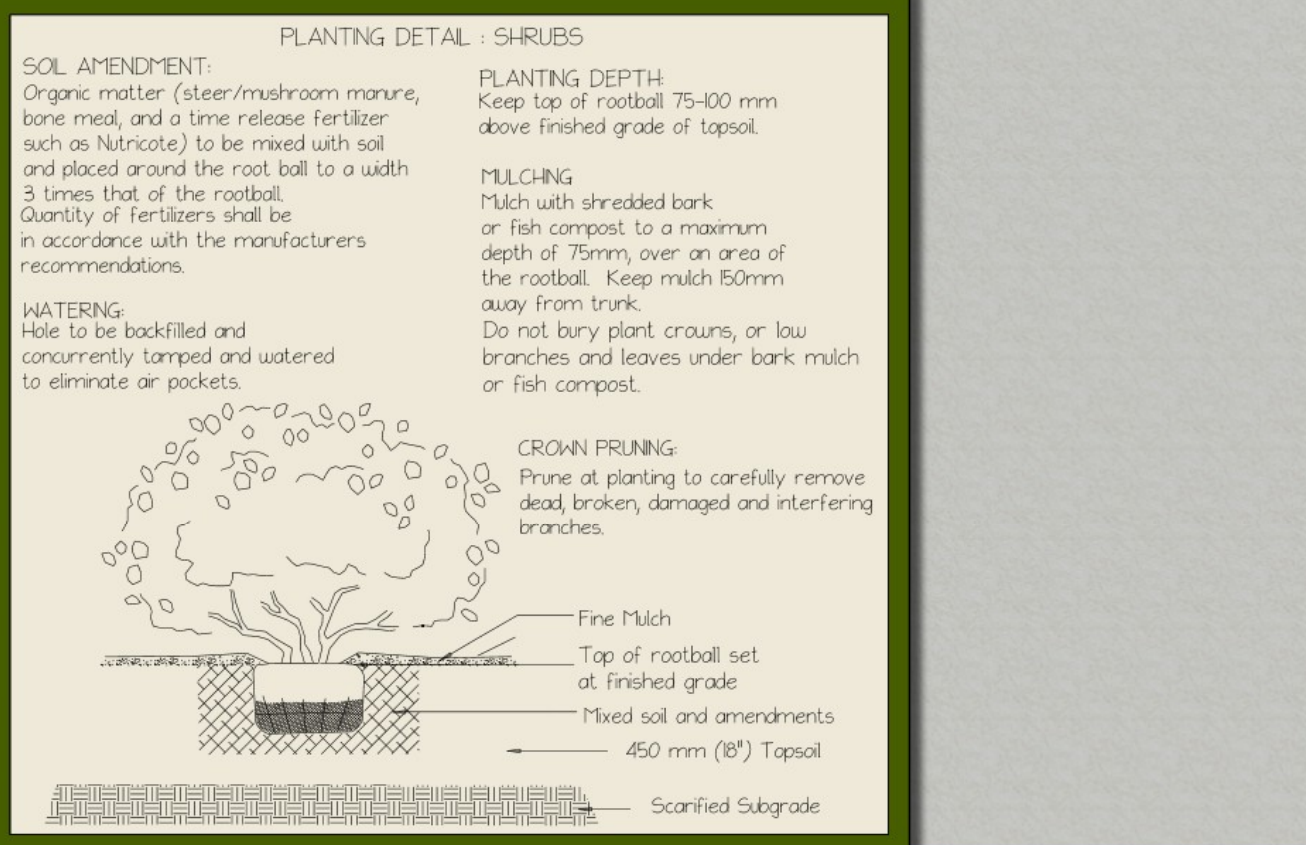 PLANTING DETAIL : SHRUBS
SOIL AMENDMENT:
Organic matter (steer/mushroom manure,
bone meal, and a time release fertilizer
such as Nutricote) to be mixed with soil
and placed around the root ball to a width
3 times that of the rootball.
Quantity of fertilizers shall be
in accordance with the manufacturers
recommendations.
WATERING:
Hole to be backfilled and
concurrently tamped and watered
to eliminate air pockets.
PLANTING DEPTH:
Keep top of rootball 75-100 mm
above finished grade of topsoil.
MULCHNG
Mulch with shredded bark
or fish compost to a maximum
depth of 75mm, over an area of
the rootball. Keep mulch 150mm
away from trunk.
Do not bury plant crowns, or low
branches and leaves under bark mulch
or fish compost.
CROWN PRUNING:
Prune at planting to carefully remove
dead, broken, damaged and interfering
branches.
Fine Mulch
Top of rootball set
at finished grade
Mixed soil and amendments
450 mm (18") Topsoil
Scarified Subgrade